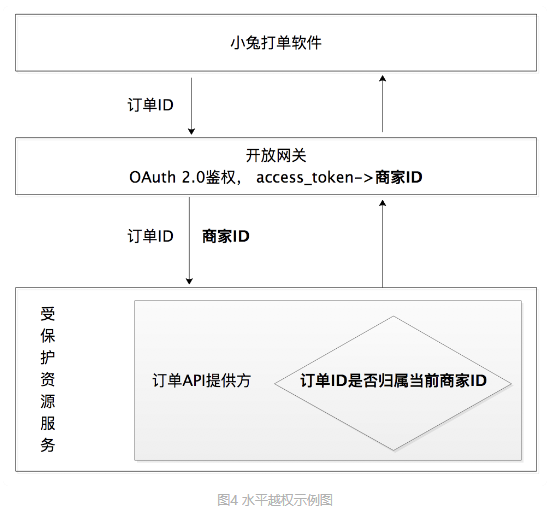 小兔打单软件
订单ID
开放网关
OAuth 2.0鉴权， access_token->商家ID
订单ID 商家ID
受保护资源服务
订单API提供方
订单ID是否归属当前商家ID
图4 水平越权示例图